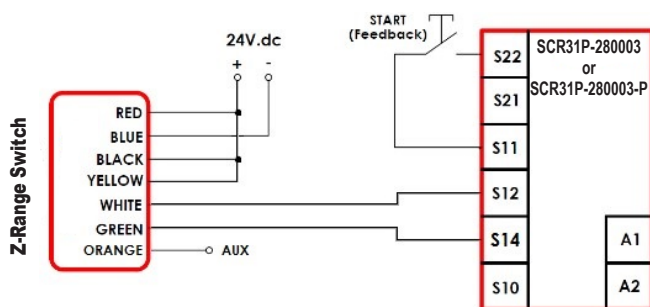 START
(Feedback)
24V.dc
+ -
Z-Range Switch
RED
BLUE
BLACK
YELLOW
WHITE
GREEN
ORANGE
AUX
S22
S21
S11
S12
S14
S10
SCR31P-280003
or
SCR31P-280003-P
A1
A2